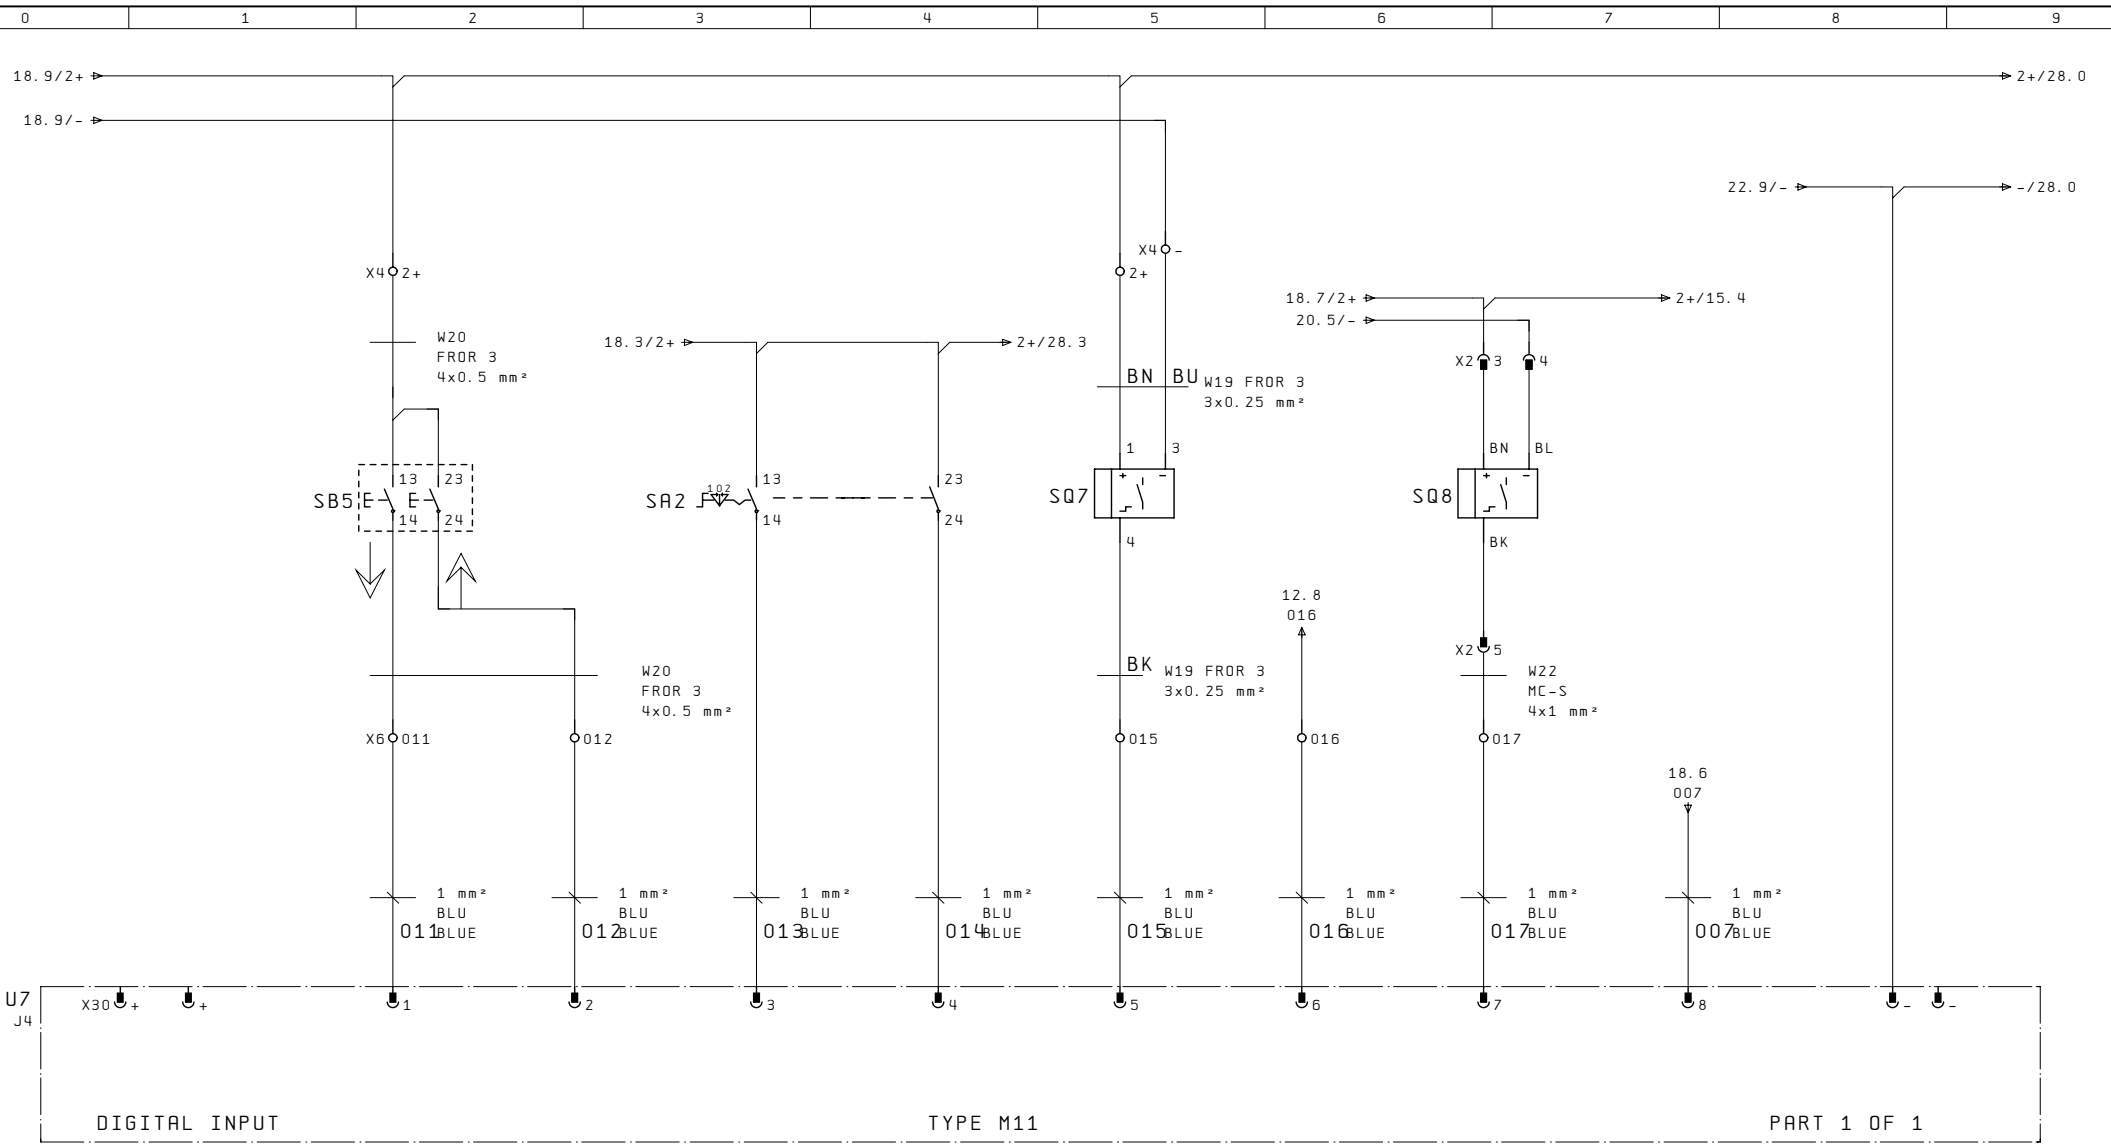 0 1 2 3 4 5 6 7 8 9
18.9/2+ 2+/28.0
18.9/-
22.9/- -/28.0
X4 -
X4 2+ 2+
18.7/2+ 2+/15.4
20.5/-
W20
FROR 3
4x0.5 mm²
18.3/2+ 2+/28.3
X2 3 4
BN BU W19 FROR 3
3x0.25 mm²
1 3 BN BL
13 23 13 23
+ - + -
SB5 SA2 102 SQ7 SQ8
14 24 14 24
4 BK
12.8
016
X2 5
W20
FROR 3
4x0.5 mm²
BK W19 FROR 3
3x0.25 mm²
W22
MC-S
4x1 mm²
X6 011 012 015 016 017
18.6
007
1 mm² 1 mm² 1 mm² 1 mm² 1 mm² 1 mm² 1 mm² 1 mm²
BLU BLU BLU BLU BLU BLU BLU BLU
011 BLUE 012 BLUE 013 BLUE 014 BLUE 015 BLUE 016 BLUE 017 BLUE 007 BLUE
U7
J4
X30 + + 1 2 3 4 5 6 7 8 - -
DIGITAL INPUT TYPE M11 PART 1 OF 1